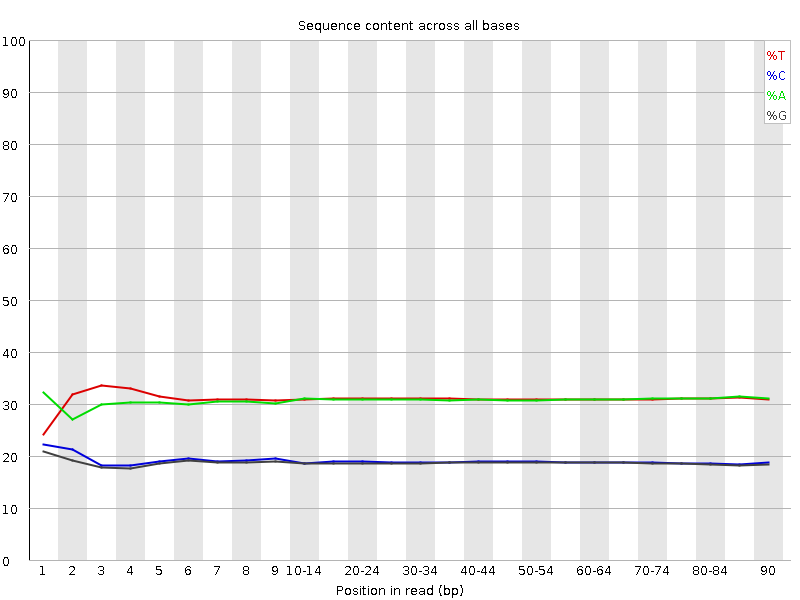 Sequence content across all bases
100
90
80
70
60
50
40
30
20
10
0
%T
%C
%A
%G
1 2 3 4 5 6 7 8 9 10-14 20-24 30-34 40-44 50-54 60-64 70-74 80-84 90
Position in read (bp)